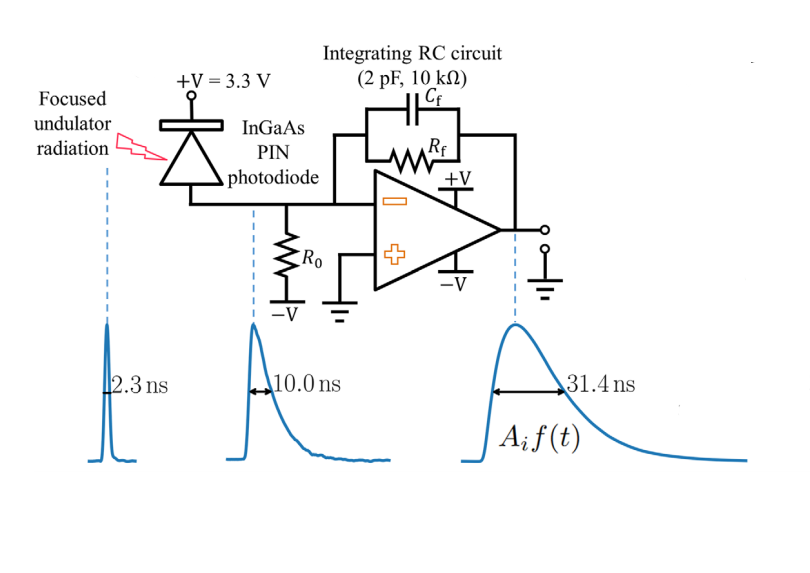 Integrating RC circuit
(2 pF, 10 kΩ)
+V = 3.3 V
C_f
Focused
undulator
radiation
InGaAs
PIN
photodiode
R_f
+V
−
+
R_0
−V
−V
2.3 ns
10.0 ns
31.4 ns
A_i f(t)